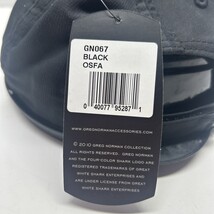 GN067
BLACK
OSFA
0 40077 95287 1
WWW.GREGNORMANACCESSORIES.COM
© 2010 GREG NORMAN COLLECTION
ALL RIGHTS RESERVED. GREG NORMAN
AND THE FOUR COLOR SHARK LOGO ARE
REGISTERED TRADEMARKS OF GREAT
WHITE SHARK ENTERPRISES AND ARE
AND ARE UNDER LICENSE FROM GREAT
WHITE SHARK ENTERPRISES